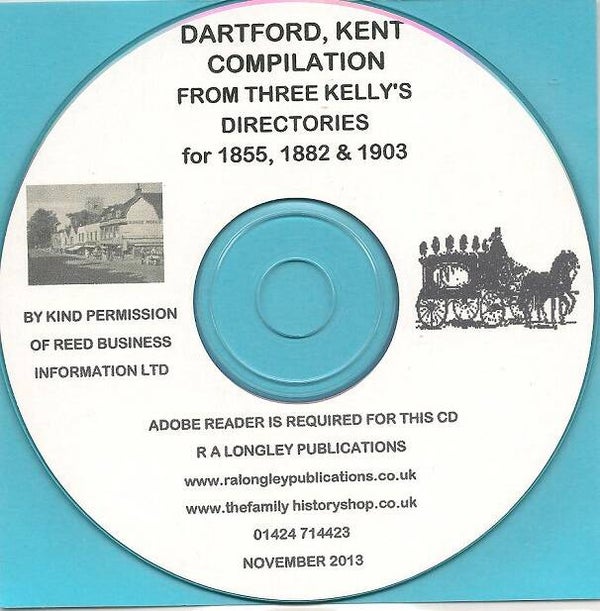 DARTFORD, KENT
COMPILATION
FROM THREE KELLY'S
DIRECTORIES
for 1855, 1882 & 1903
BY KIND PERMISSION
OF REED BUSINESS
INFORMATION LTD
ADOBE READER IS REQUIRED FOR THIS CD
R A LONGLEY PUBLICATIONS
www.ralongleypublications.co.uk
www.thefamily historyshop.co.uk
01424 714423
NOVEMBER 2013